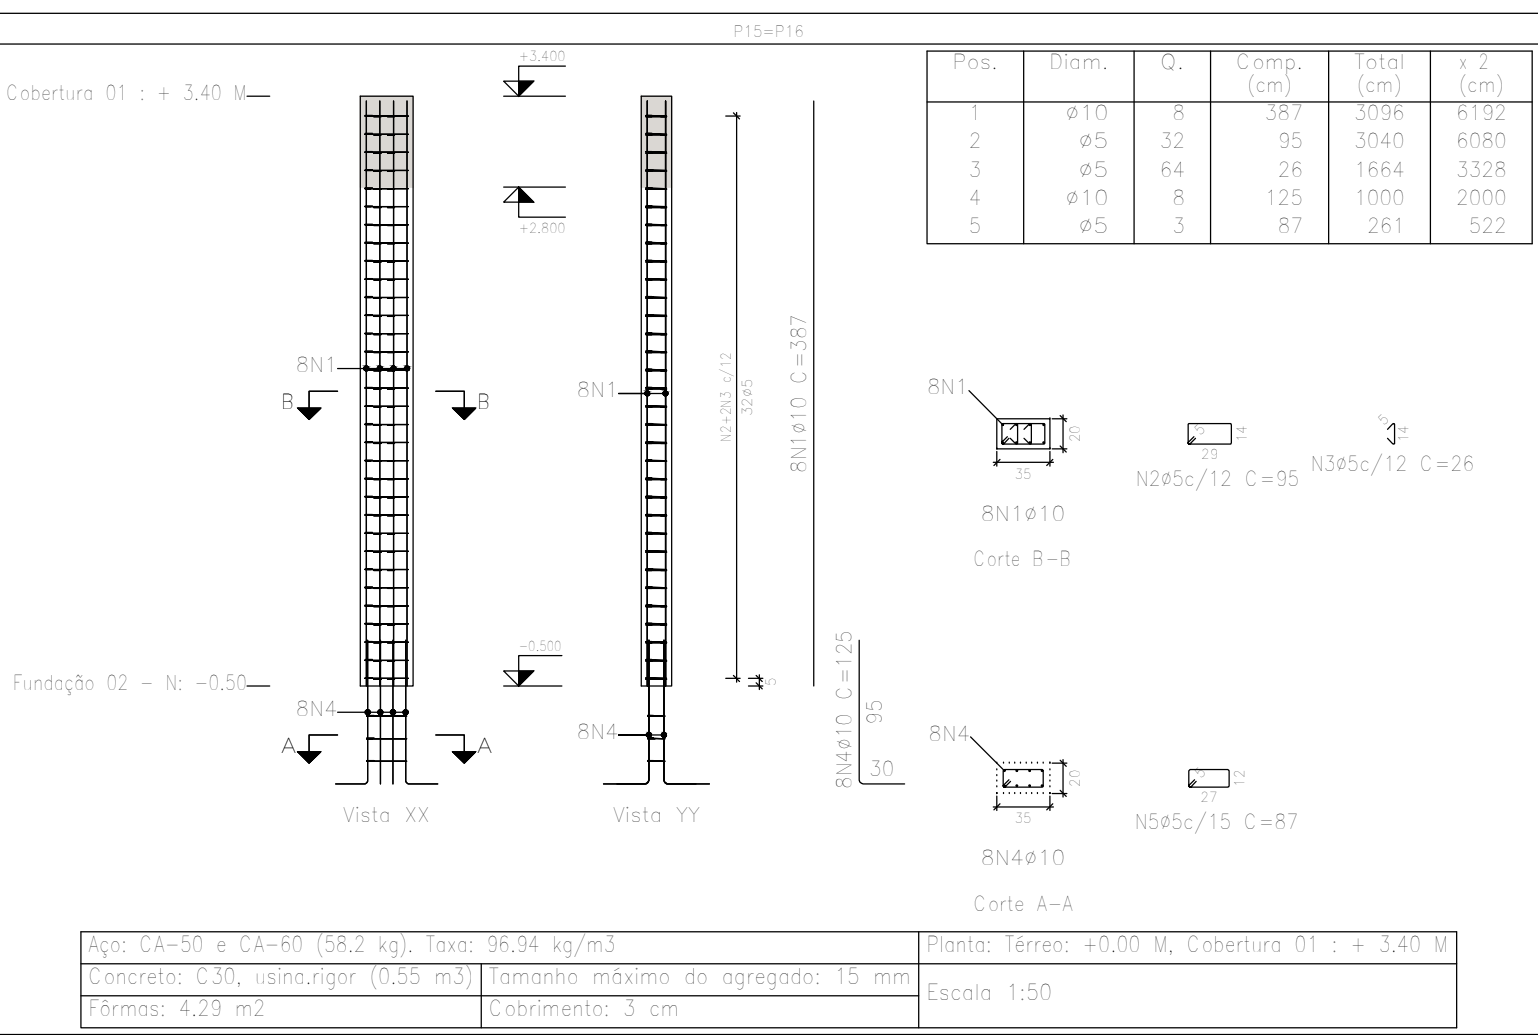 P15=P16
Cobertura 01 : + 3.40 M
+3.400
+2.800
8N1
B
B
Fundação 02 - N: -0.50
-0.500
8N4
A
A
Vista XX
8N1
8N4
Vista YY
N2+2N3 c/12
32ø5
5
8N1ø10 C=387
8N4ø10 C=125
95
30
Pos. Diam. Q. Comp. (cm) Total (cm) x 2 (cm)
1 ø10 8 387 3096 6192
2 ø5 32 95 3040 6080
3 ø5 64 26 1664 3328
4 ø10 8 125 1000 2000
5 ø5 3 87 261 522
8N1
20
35
8N1ø10
Corte B-B
5
14
29
N2ø5c/12 C=95
5
14
N3ø5c/12 C=26
8N4
20
35
8N4ø10
Corte A-A
5
12
27
N5ø5c/15 C=87
Aço: CA-50 e CA-60 (58.2 kg). Taxa: 96.94 kg/m3
Planta: Térreo: +0.00 M, Cobertura 01 : + 3.40 M
Concreto: C30, usina.rigor (0.55 m3)
Tamanho máximo do agregado: 15 mm
Escala 1:50
Fôrmas: 4.29 m2
Cobrimento: 3 cm